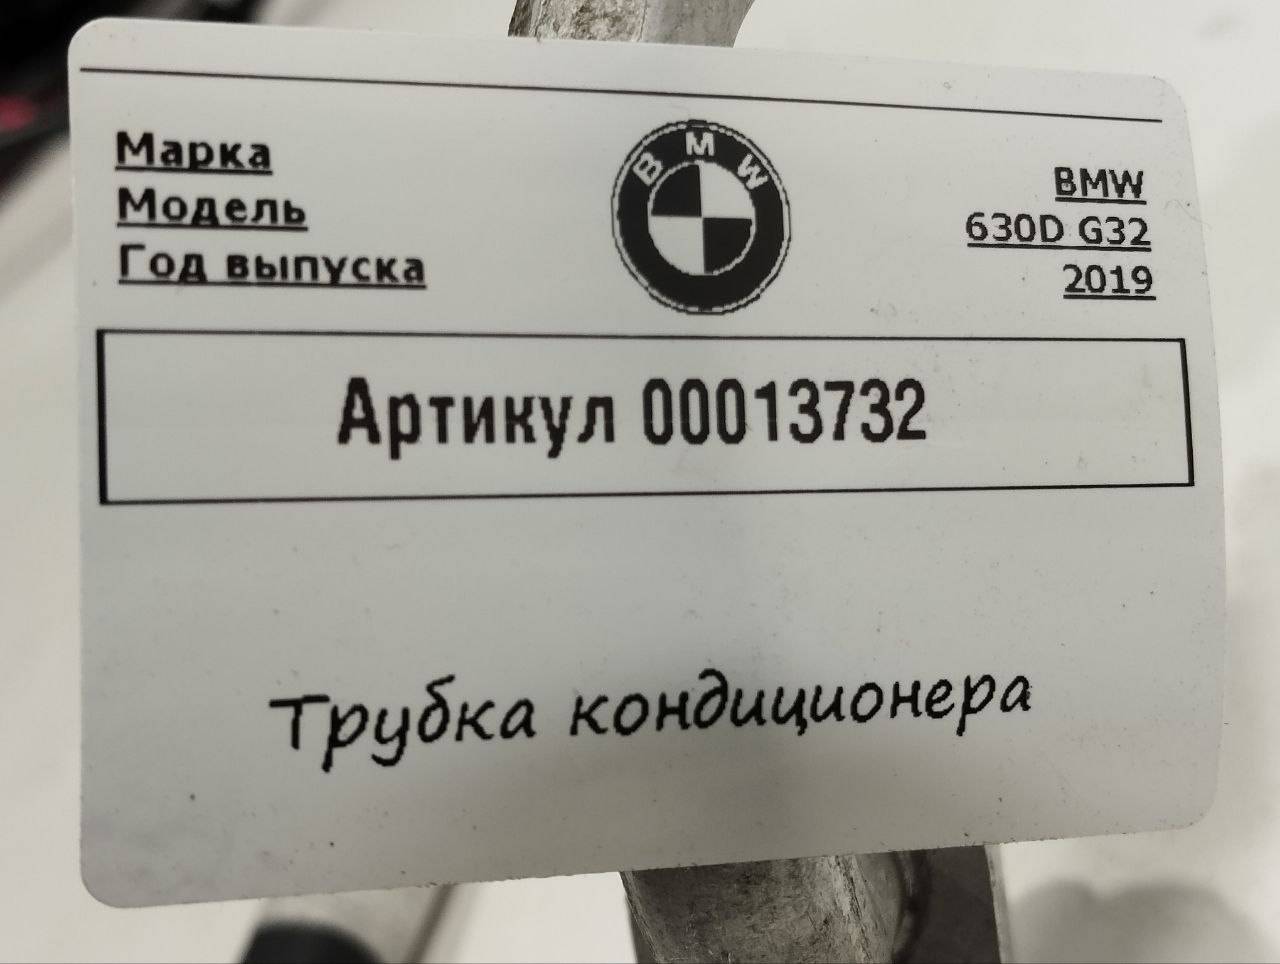 Марка
Модель
Год выпуска
BMW
BMW
630D G32
2019
Артикул 00013732
Трубка кондиционера